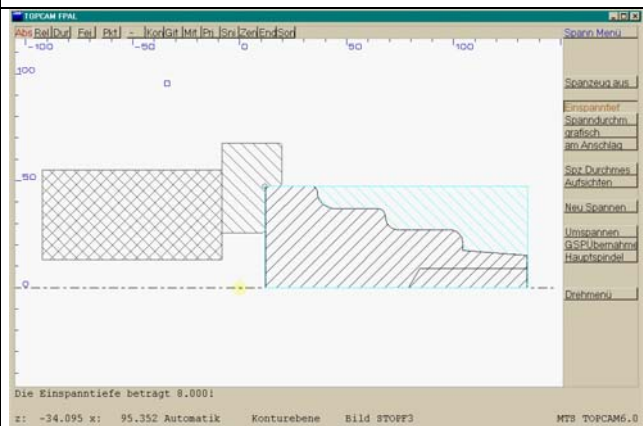 TOPCAM FPAL
Abs Rel Dur Fei Pkt - Kon Git Mit Pri Sni Zen End Son
Spann Menü
-100 -50 0 50 100
100
Spanzeug aus
Einspanntief
Spanndurchm.
grafisch
am Anschlag
50
Spz Durchmes
Aufsichten
Neu Spannen
Umspannen
GSPÜbernahme
Hauptspindel
0
Drehmenü
Die Einspanntiefe beträgt 8.000!
z: -34.095 x: 95.352 Automatik Konturebene Bild STOPF3 MTS TOPCAM6.0